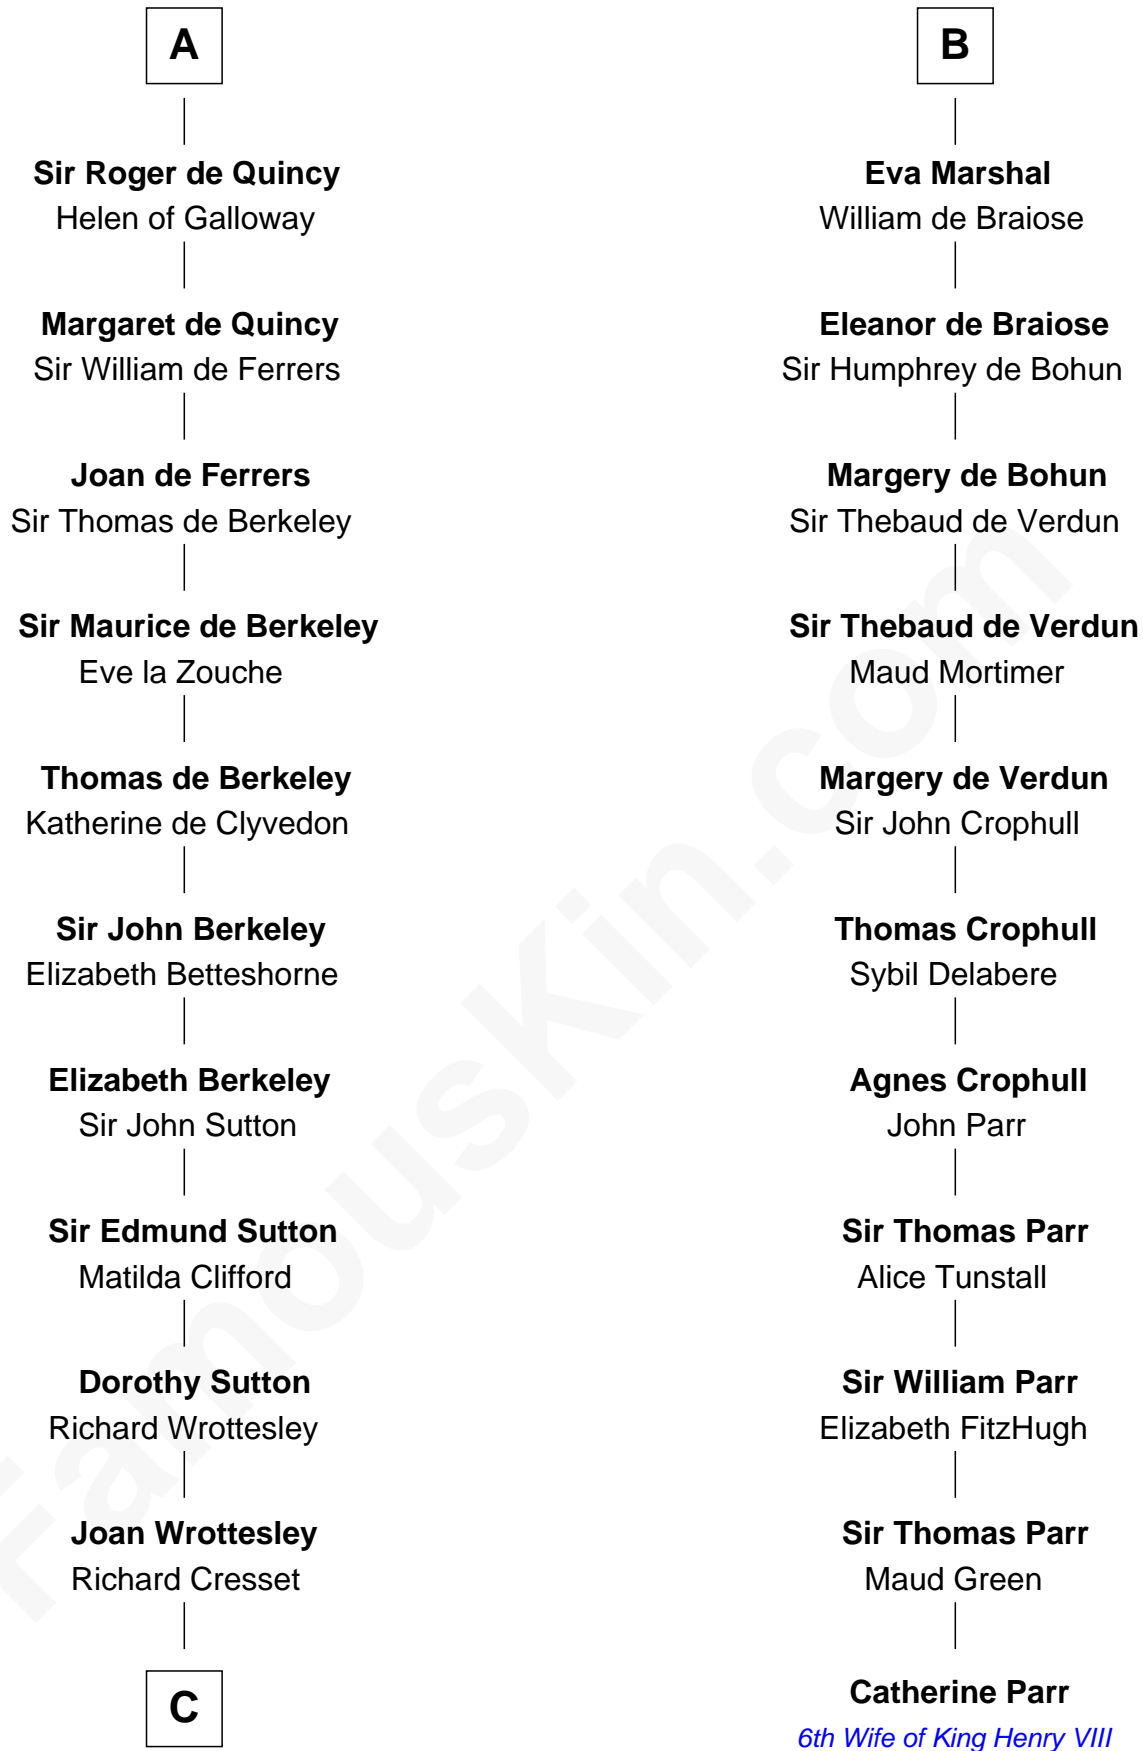 A
Sir Roger de Quincy
Helen of Galloway
Margaret de Quincy
Sir William de Ferrers
Joan de Ferrers
Sir Thomas de Berkeley
Sir Maurice de Berkeley
Eve la Zouche
Thomas de Berkeley
Katherine de Clyvedon
Sir John Berkeley
Elizabeth Betteshorne
Elizabeth Berkeley
Sir John Sutton
Sir Edmund Sutton
Matilda Clifford
Dorothy Sutton
Richard Wrottesley
Joan Wrottesley
Richard Cresset
C
B
Eva Marshal
William de Braiose
Eleanor de Braiose
Sir Humphrey de Bohun
Margery de Bohun
Sir Thebaud de Verdun
Sir Thebaud de Verdun
Maud Mortimer
Margery de Verdun
Sir John Crophull
Thomas Crophull
Sybil Delabere
Agnes Crophull
John Parr
Sir Thomas Parr
Alice Tunstall
Sir William Parr
Elizabeth FitzHugh
Sir Thomas Parr
Maud Green
Catherine Parr
6th Wife of King Henry VIII
FamousKin.com